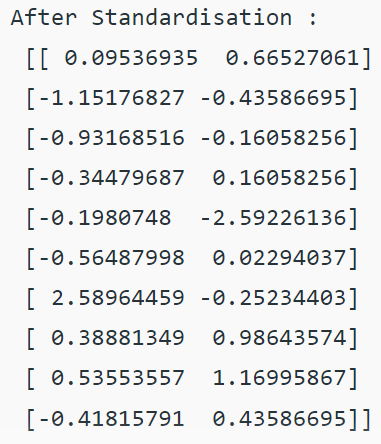 After Standardisation :
[[ 0.09536935 0.66527061]
[-1.15176827 -0.43586695]
[-0.93168516 -0.16058256]
[-0.34479687 0.16058256]
[-0.1980748 -2.59226136]
[-0.56487998 0.02294037]
[ 2.58964459 -0.25234403]
[ 0.38881349 0.98643574]
[ 0.53553557 1.16995867]
[-0.41815791 0.43586695]]